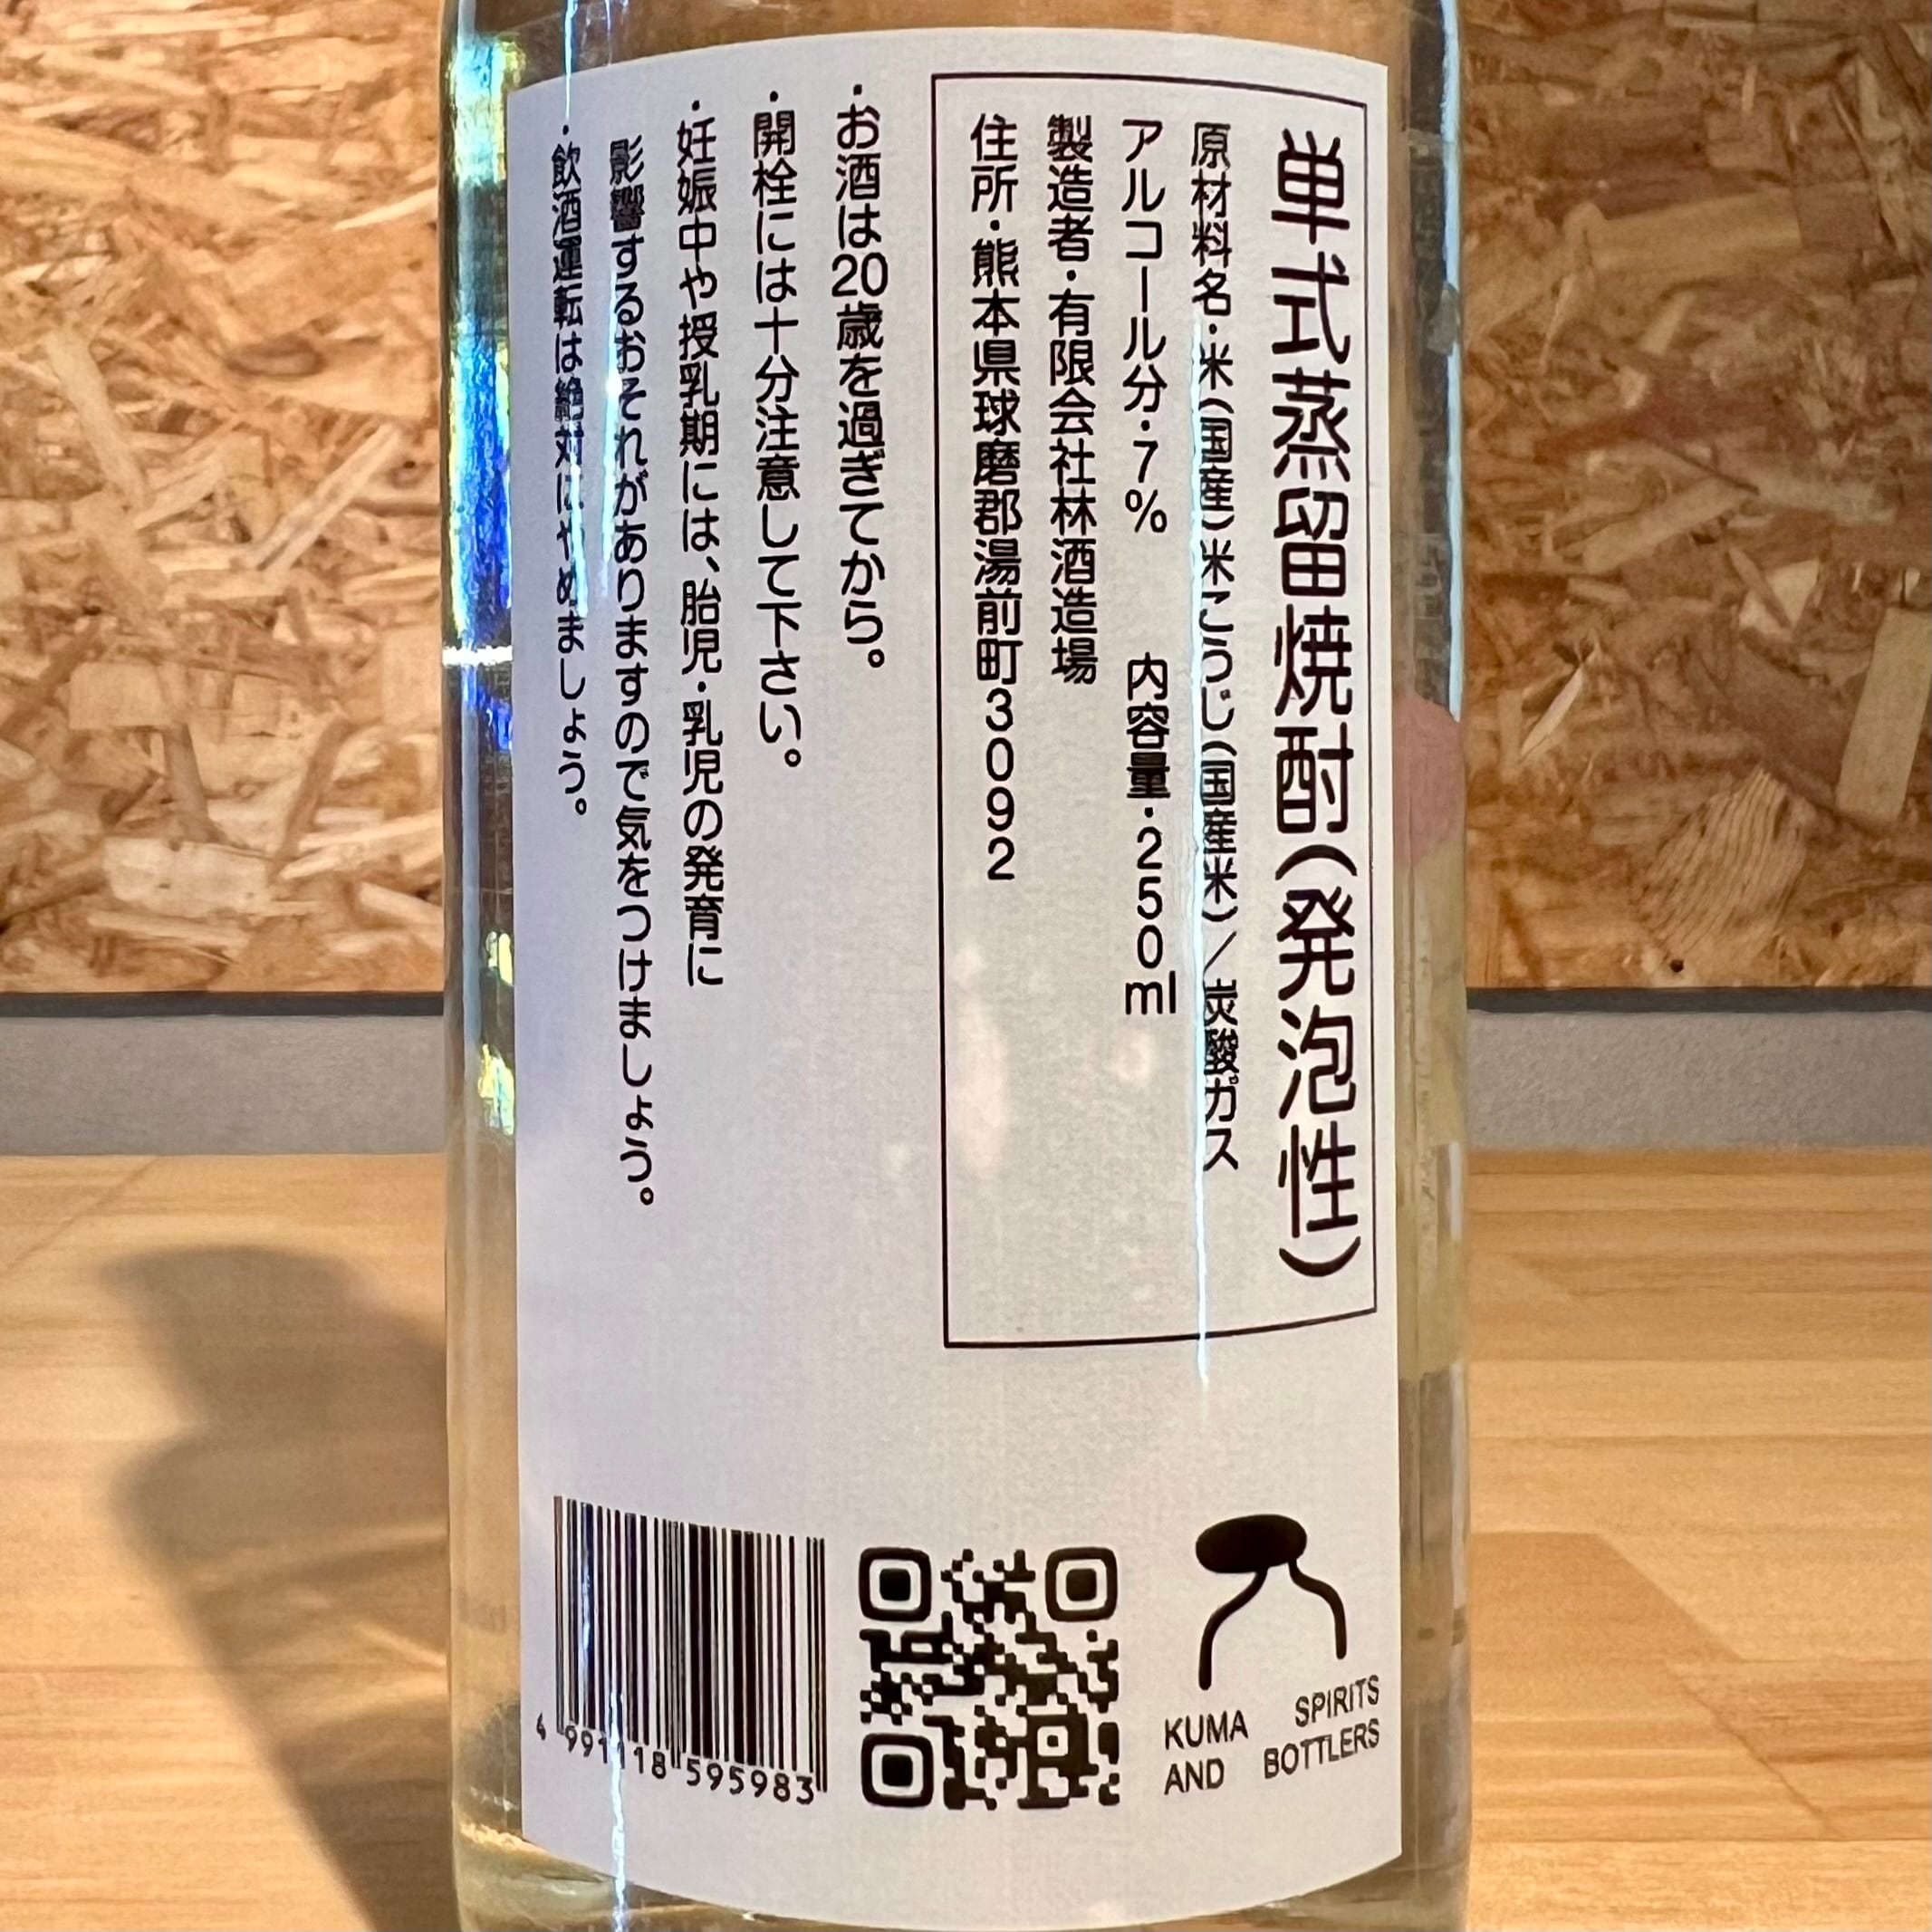 単式蒸留焼酎(発泡性)
原材料名・米(国産)米こうじ(国産米)／炭酸ガス
アルコール分・7% 内容量・250ml
製造者・有限会社林酒造場
住所・熊本県球磨郡湯前町3092
・お酒は20歳を過ぎてから。
・開栓には十分注意して下さい。
・妊娠中や授乳期には、胎児・乳児の発育に
影響するおそれがありますので気をつけましょう。
・飲酒運転は絶対にやめましょう。
4 991118 595983
KUMA SPIRITS
AND BOTTLERS